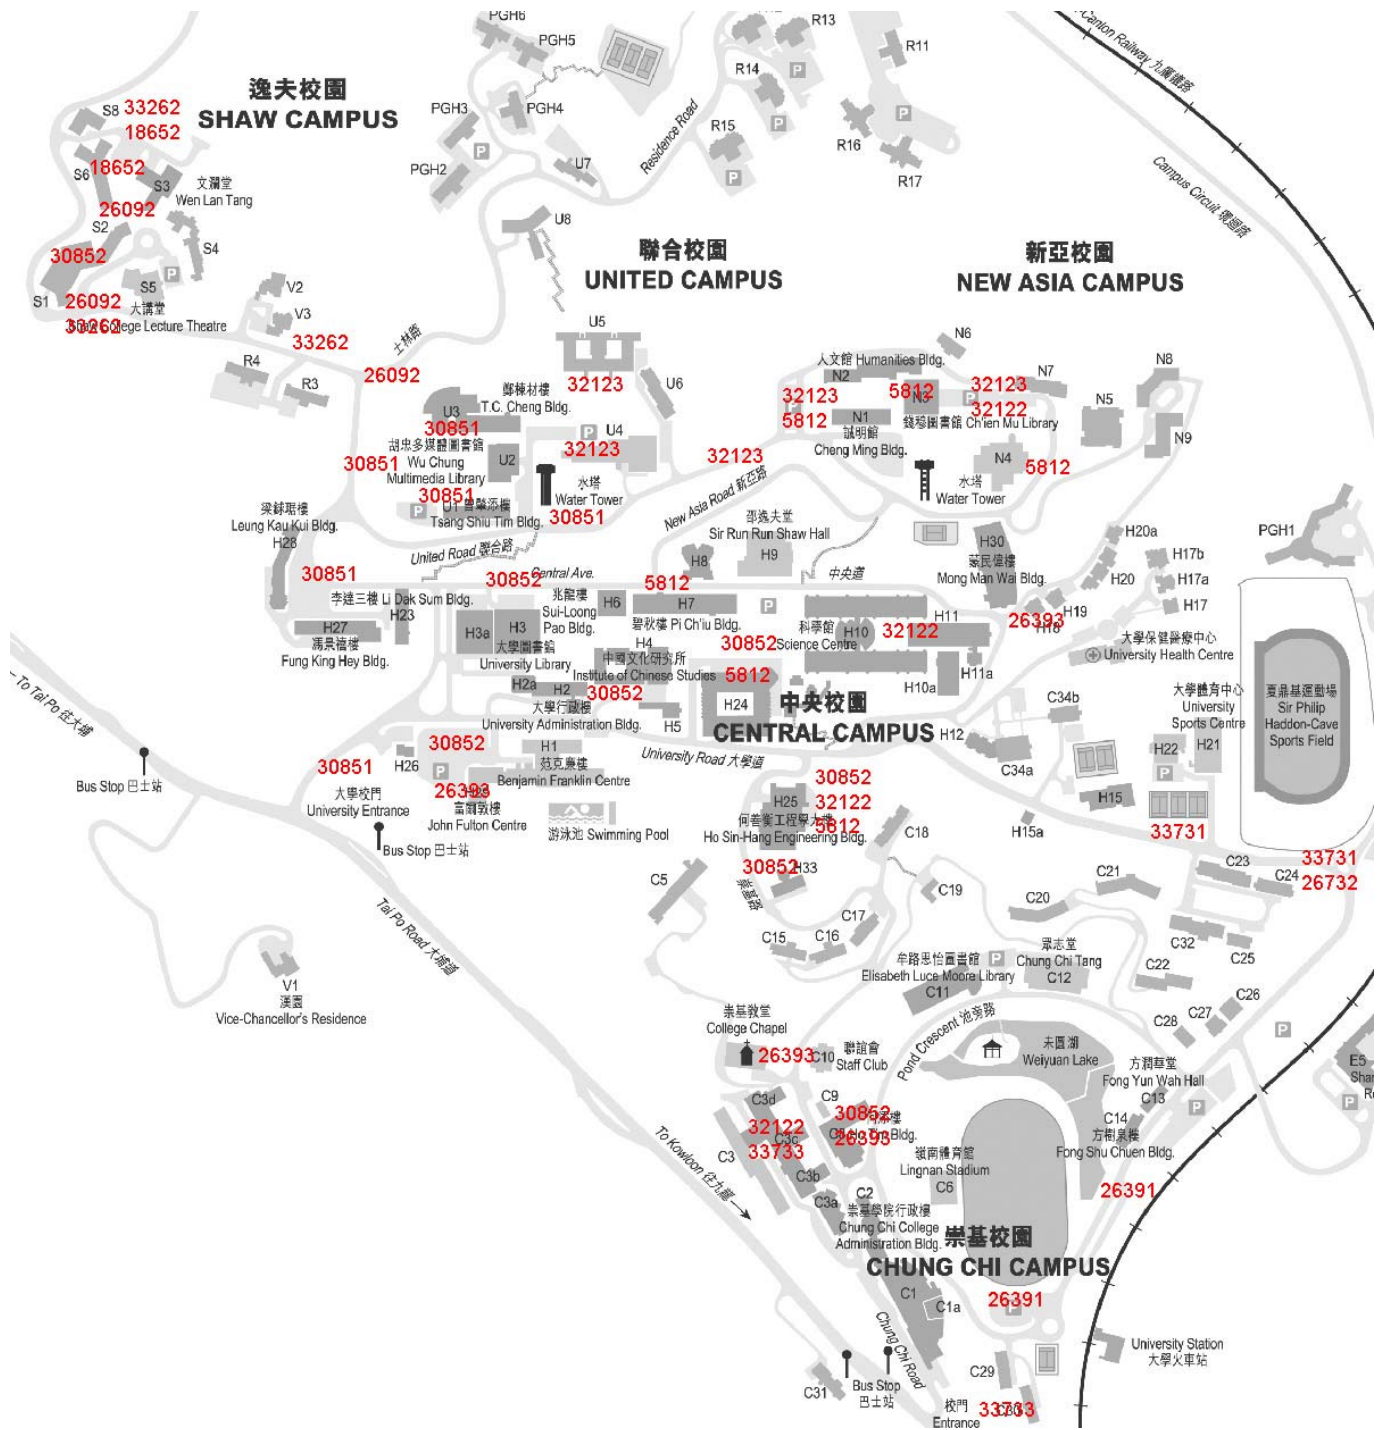 PGH6
PGH5
R13
R11
-Canton Railway 九廣鐵路
逸夫校園
SHAW CAMPUS
S8
33262
18652
PGH3
PGH4
R14
P
P
P
R15
R16
R17
PGH2
P
U7
Residence Road
P
Campus Circuit 環迴路
S6
18652
S3
文瀾堂
Wen Lan Tang
26092
S2
S4
U8
30852
聯合校園
UNITED CAMPUS
新亞校園
NEW ASIA CAMPUS
P
S1
26092
S5
大講堂
33262
Shaw College Lecture Theatre
V2
V3
33262
士林路
R4
R3
26092
U5
32123
U6
N6
人文館 Humanities Bldg.
N2
N7
N8
32123
P
5812
5812
N3
32123
P
32122
N1
誠明館
Cheng Ming Bldg.
錢穆圖書館 Ch'ien Mu Library
N5
N9
鄭棟材樓
T.C. Cheng Bldg.
U3
30851
胡忠多媒體圖書館
Wu Chung
Multimedia Library
30851
U2
P
U4
32123
32123
水塔
Water Tower
N4
5812
水塔
Water Tower
30851
P
U1 曾肇添樓
Tsang Shiu Tim Bldg.
30851
New Asia Road 新亞路
United Road 聯合路
梁銶琚樓
Leung Kau Kui Bldg.
H28
邵逸夫堂
Sir Run Run Shaw Hall
H9
H8
H30
蒙民偉樓
Mong Man Wai Bldg.
H20a
H20
H17b
H17a
H17
PGH1
30851
30852
Central Ave.
5812
中央道
李達三樓 Li Dak Sum Bldg.
H23
兆龍樓
Sui-Loong
Pao Bldg.
H6
H7
碧秋樓 Pi Ch'iu Bldg.
P
H3a
H3
大學圖書館
University Library
H27
馮景禧樓
Fung King Hey Bldg.
H4
中國文化研究所
Institute of Chinese Studies
30852
科學館
Science Centre
H10
H11
32122
26393
H18
H19
大學保健醫療中心
University Health Centre
5812
H10a
H11a
H2a
H2
30852
大學行政樓
University Administration Bldg.
H5
H24
中央校園
CENTRAL CAMPUS
H12
C34b
C34a
大學體育中心
University
Sports Centre
H22
H21
P
夏鼎基運動場
Sir Philip
Haddon-Cave
Sports Field
To Tai Po 往大埔
Bus Stop 巴士站
30852
H26
P
H1
范克廉樓
Benjamin Franklin Centre
University Road 大學道
30851
大學校門
University Entrance
26393
富爾敦樓
John Fulton Centre
游泳池 Swimming Pool
Bus Stop 巴士站
30852
H25
32122
何善衡工程學大樓
5812
Ho Sin-Hang Engineering Bldg.
30852
H33
崇基路
C18
H15
H15a
33731
33731
26732
C5
C19
C20
C21
C23
C24
C15
C16
C17
C32
C25
C22
Tai Po Road 大埔道
V1
漢園
Vice-Chancellor's Residence
牟路思怡圖書館
Elisabeth Luce Moore Library
C11
P
眾志堂
Chung Chi Tang
C12
C26
C27
C28
P
崇基教堂
College Chapel
26393
C10
聯誼會
Staff Club
Pond Crescent 池旁路
未圓湖
Weiyuan Lake
方潤華堂
Fong Yun Wah Hall
C13
P
C14
方樹泉樓
Fong Shu Chuen Bldg.
E5
P
C3d
C9
30852
26393
32122
C3c
33733
C3
C3b
C3a
C2
嶺南體育館
Lingnan Stadium
C6
To Kowloon 往九龍
26391
崇基學院行政樓
Chung Chi College
Administration Bldg.
崇基校園
CHUNG CHI CAMPUS
26391
P
C1
C1a
Chung Chi Road
University Station
大學火車站
C31
Bus Stop
巴士站
C29
校門
Entrance
33733